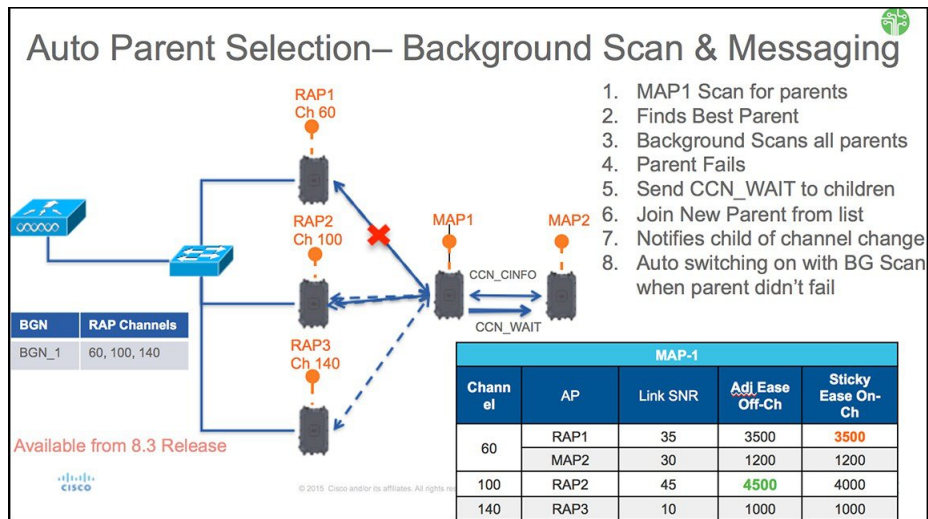 Auto Parent Selection– Background Scan & Messaging
RAP1
Ch 60
RAP2
Ch 100
RAP3
Ch 140
MAP1
MAP2
CCN_CINFO
CCN_WAIT
1. MAP1 Scan for parents
2. Finds Best Parent
3. Background Scans all parents
4. Parent Fails
5. Send CCN_WAIT to children
6. Join New Parent from list
7. Notifies child of channel change
8. Auto switching on with BG Scan
when parent didn't fail
BGN RAP Channels
BGN_1 60, 100, 140
Available from 8.3 Release
MAP-1
Chann
el
AP
Link SNR
Adj Ease
Off-Ch
Sticky
Ease On-
Ch
60 RAP1 35 3500 3500
MAP2 30 1200 1200
100 RAP2 45 4500 4000
140 RAP3 10 1000 1000
CISCO
© 2015 Cisco and/or its affiliates. All rights